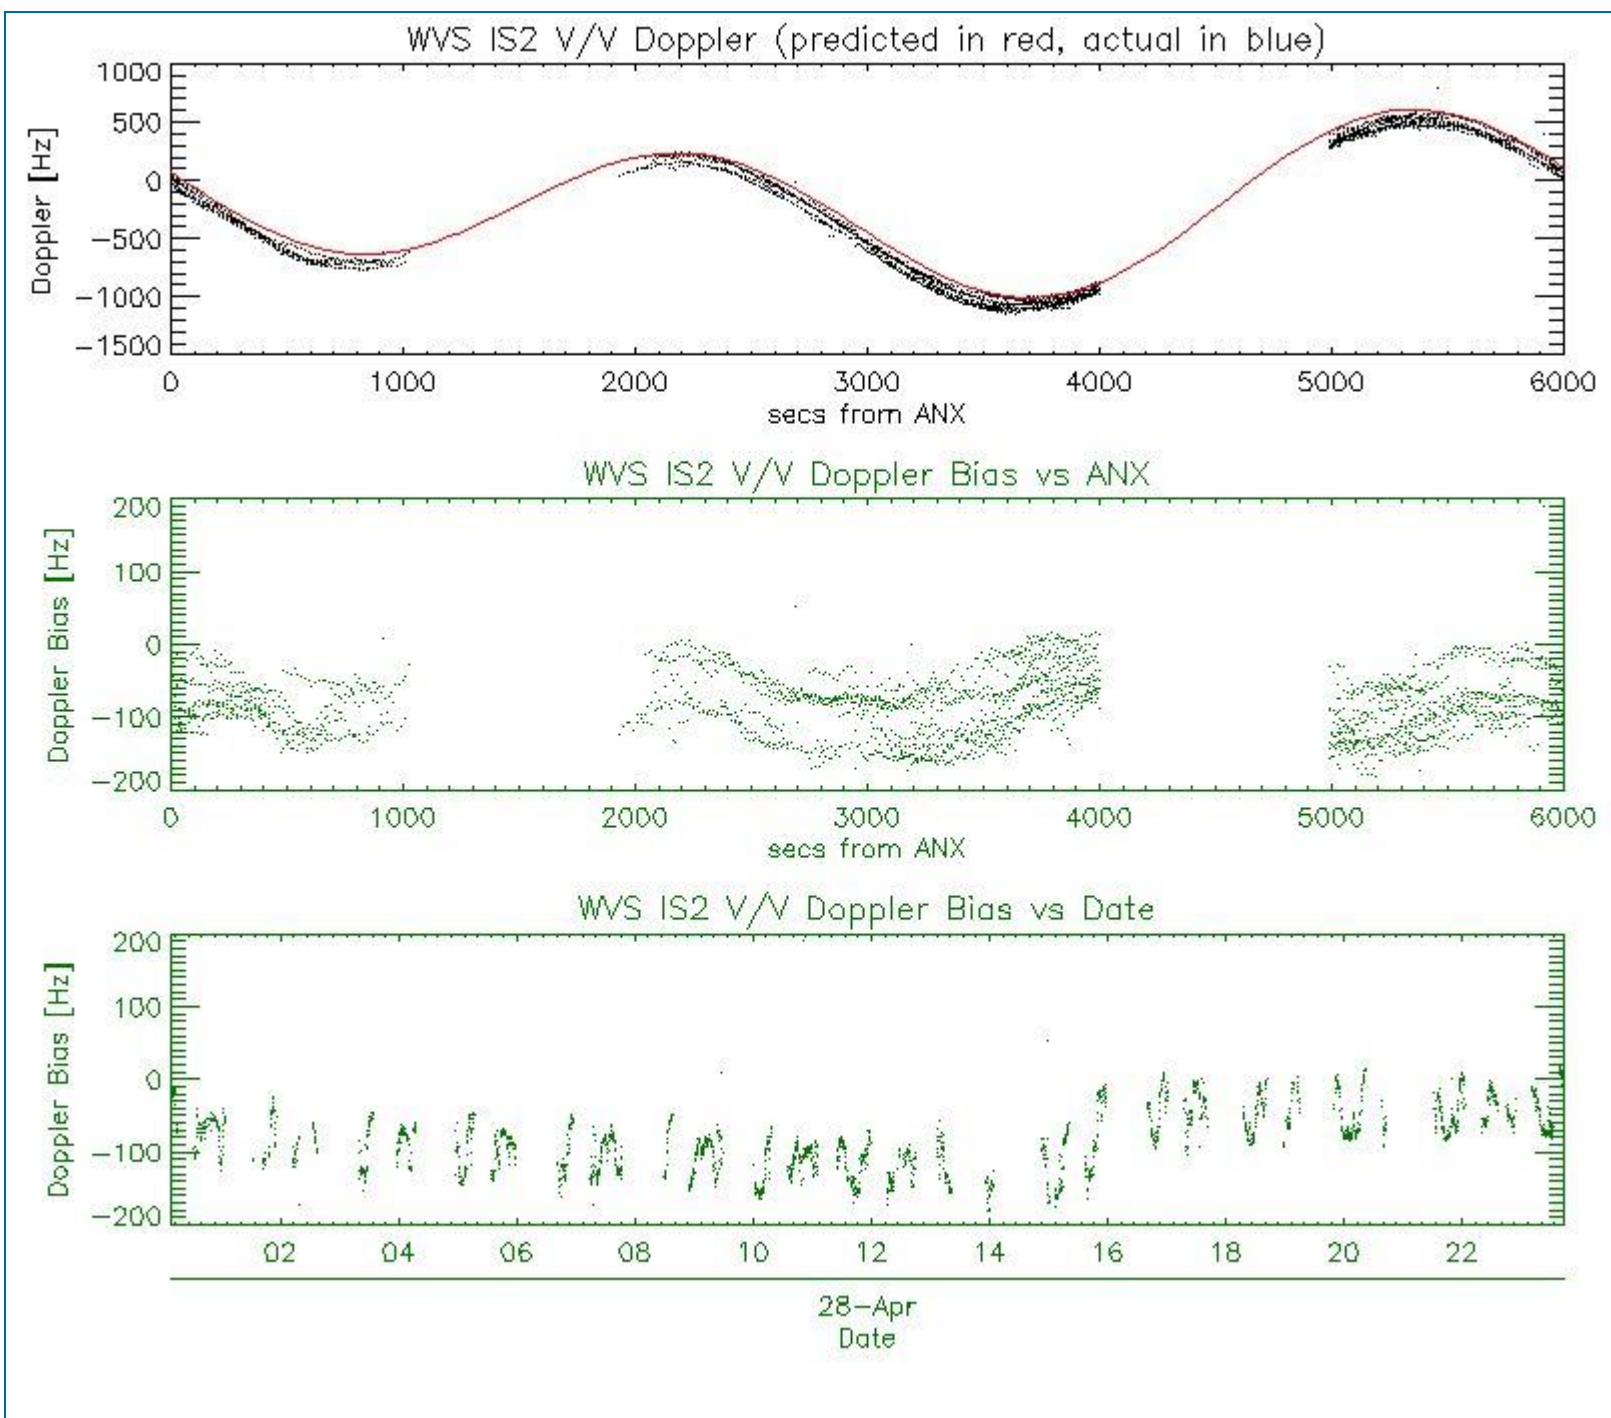 WVS IS2 V/V Doppler (predicted in red, actual in blue)
Doppler [Hz]
1000
500
0
−500
−1000
−1500
0 1000 2000 3000 4000 5000 6000
secs from ANX
WVS IS2 V/V Doppler Bias vs ANX
Doppler Bias [Hz]
200
100
0
−100
−200
0 1000 2000 3000 4000 5000 6000
secs from ANX
WVS IS2 V/V Doppler Bias vs Date
Doppler Bias [Hz]
200
100
0
−100
−200
02 04 06 08 10 12 14 16 18 20 22
28−Apr
Date